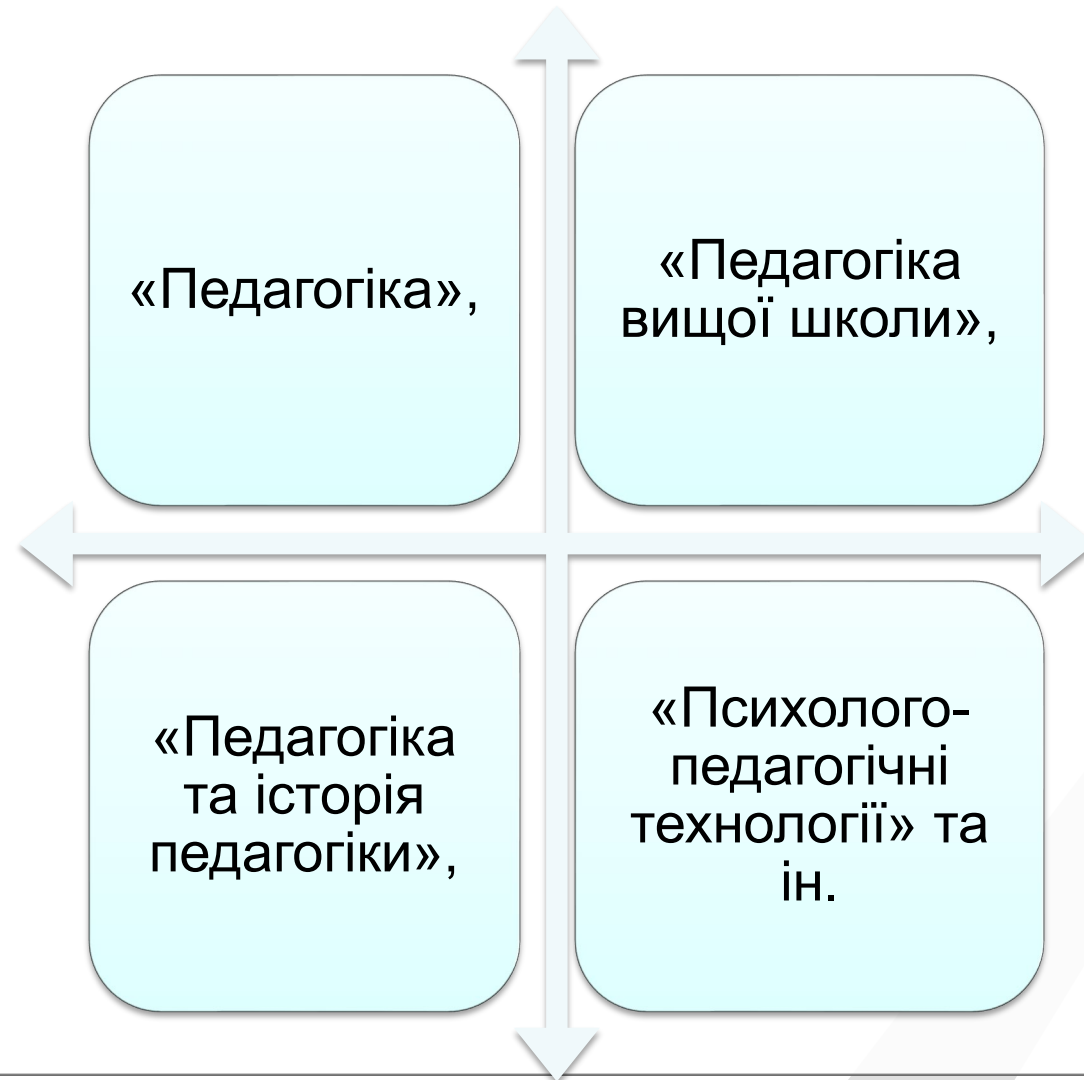 «Педагогіка»,
«Педагогіка
вищої школи»,
«Педагогіка
та історія
педагогіки»,
«Психолого-
педагогічні
технології» та
ін.